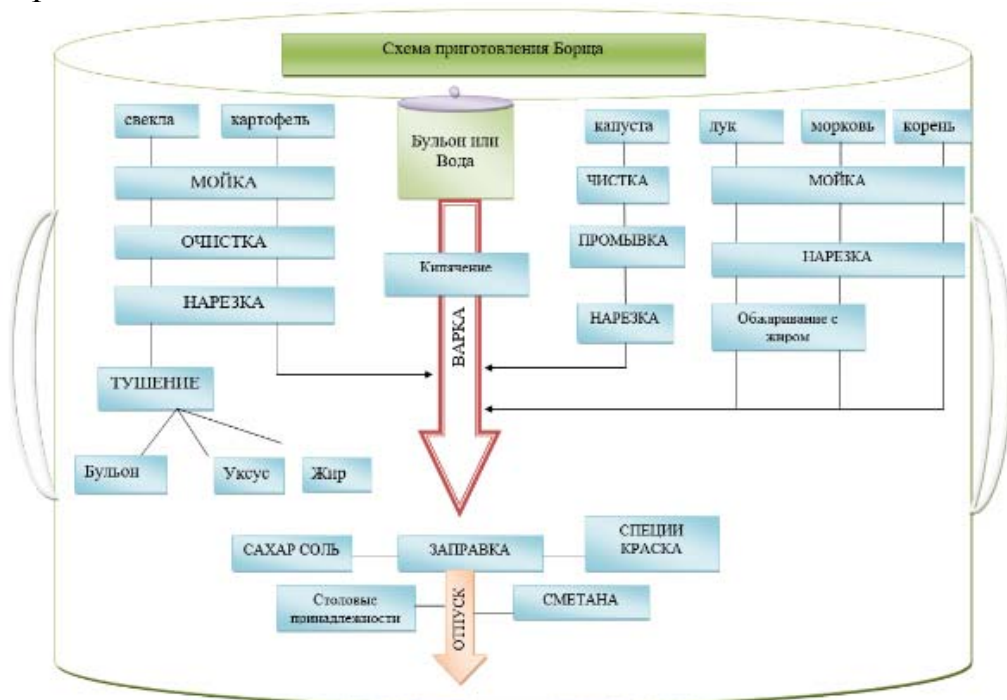 Схема приготовления Борща
свекла
картофель
Бульон или
Вода
капуста
лук
морковь
корень
МОЙКА
ЧИСТКА
МОЙКА
ОЧИСТКА
ПРОМЫВКА
НАРЕЗКА
Кипячение
НАРЕЗКА
НАРЕЗКА
Обжаривание с
жиром
ВАРКА
ТУШЕНИЕ
Бульон
Уксус
Жир
САХАР СОЛЬ
ЗАПРАВКА
СПЕЦИИ
КРАСКА
Столовые
принадлежности
ОТПУСК
СМЕТАНА